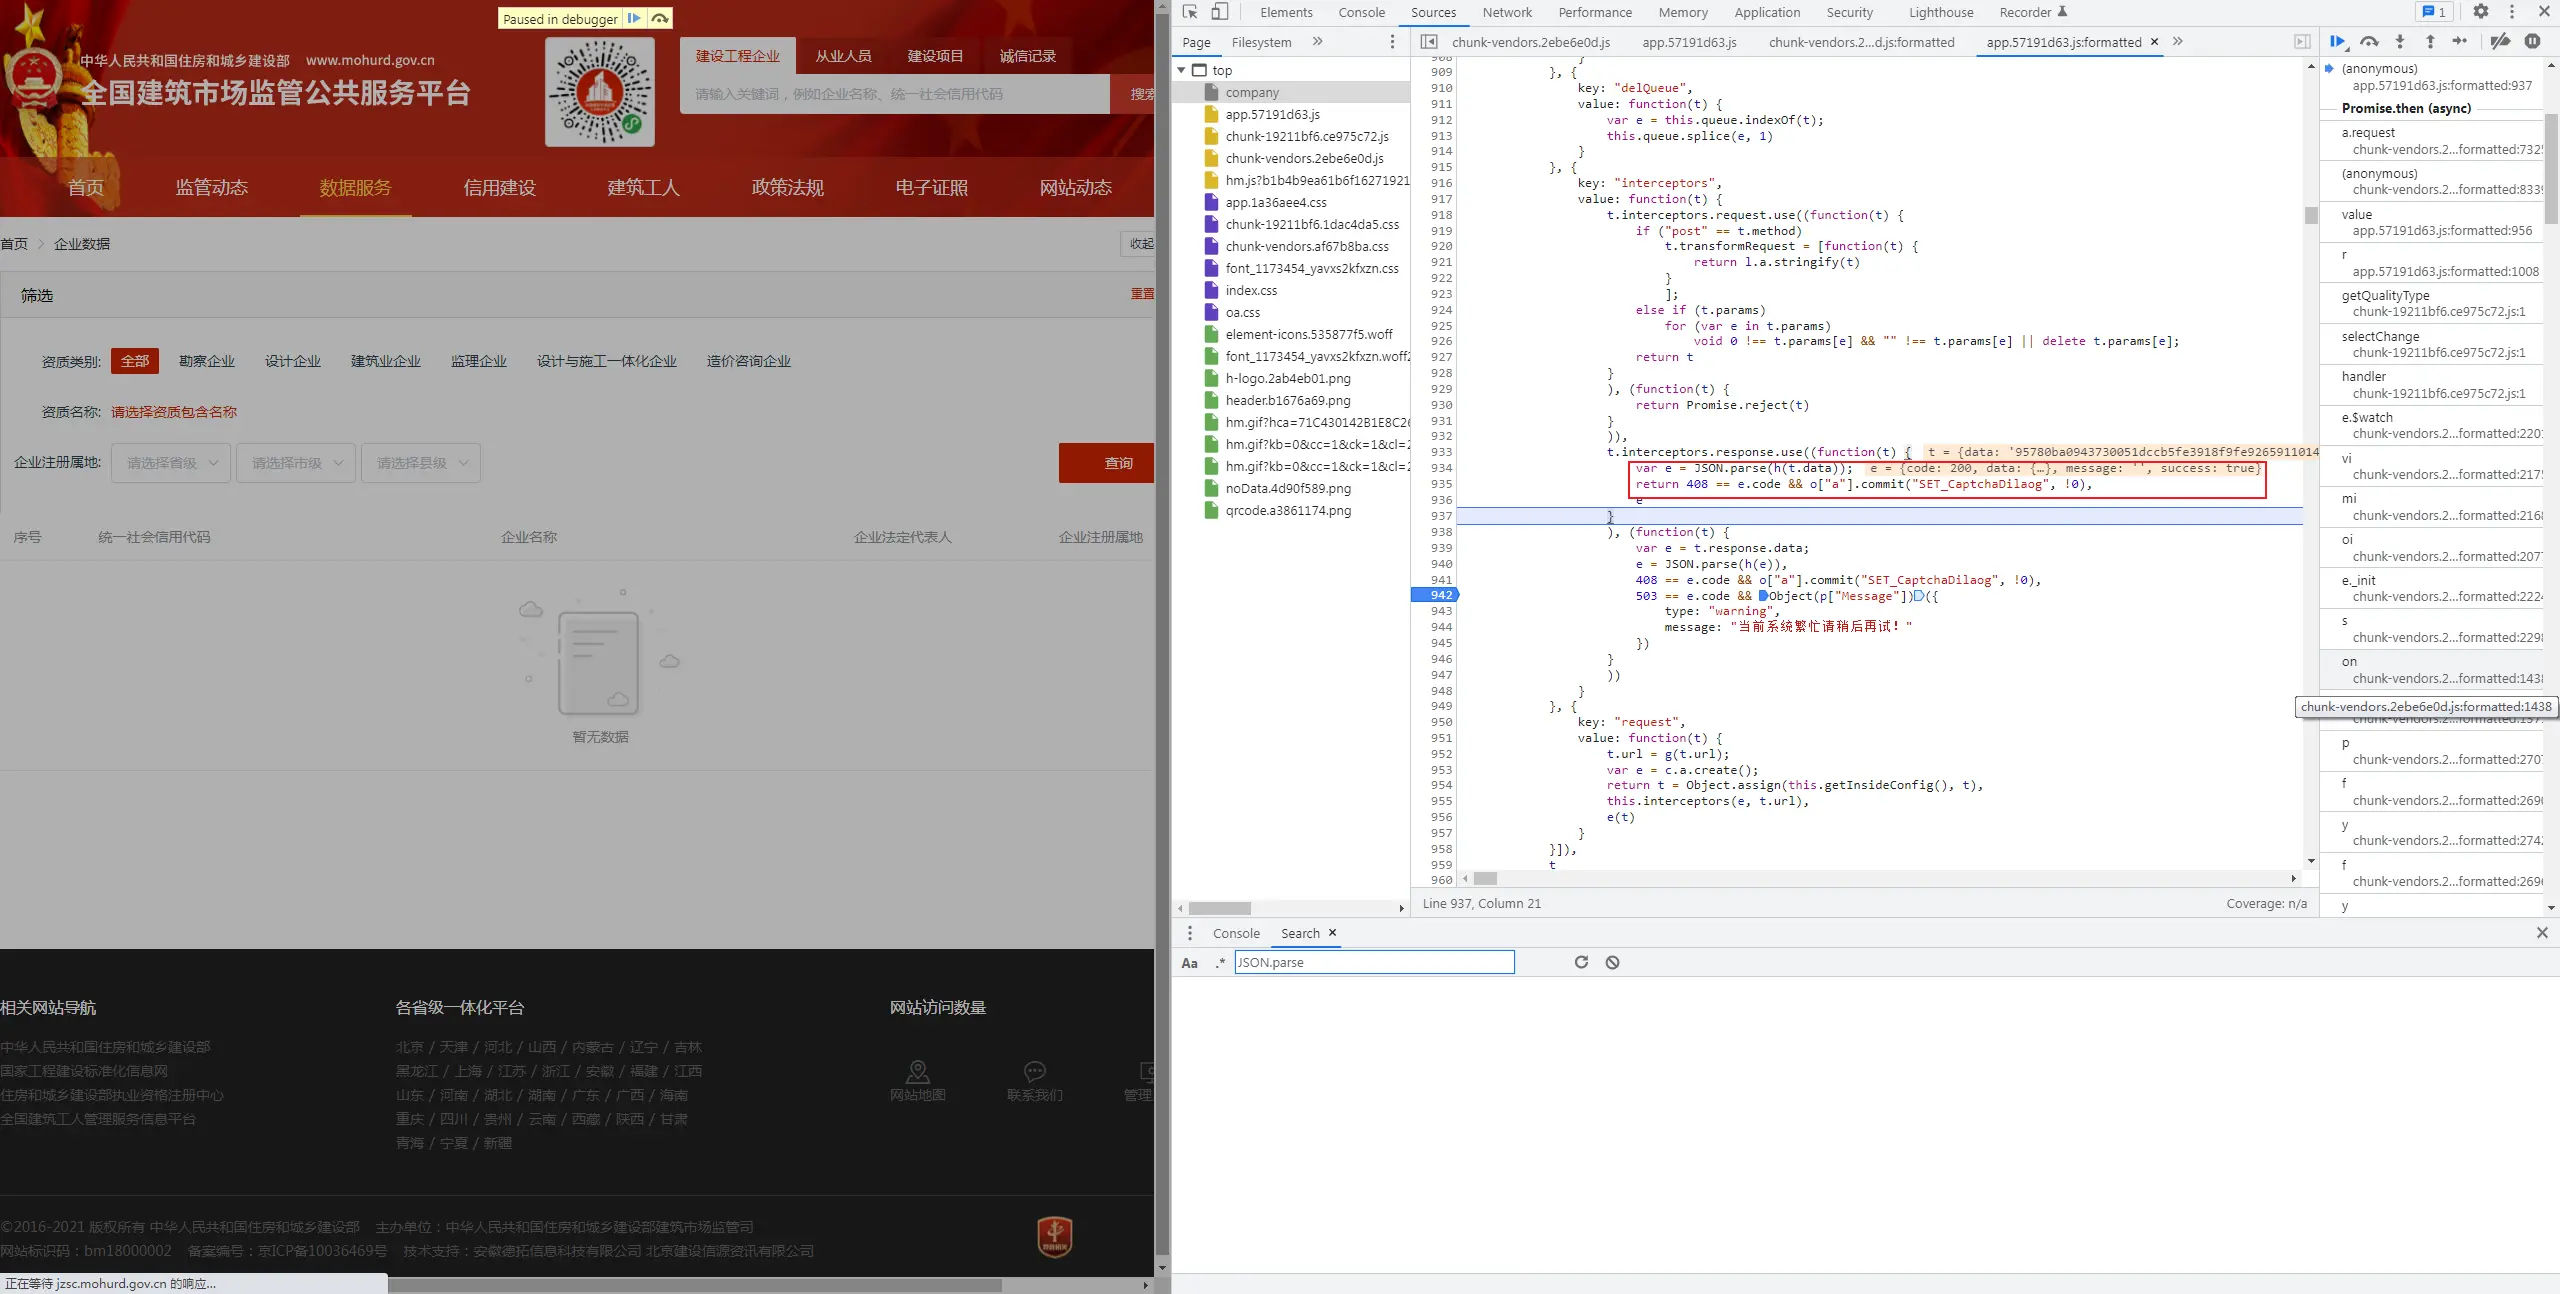 Paused in debugger
中华人民共和国住房和城乡建设部 www.mohurd.gov.cn
全国建筑市场监管公共服务平台
建设工程企业 从业人员 建设项目 诚信记录
请输入关键词，例如企业名称、统一社会信用代码
搜索
首页 监管动态 数据服务 信用建设 建筑工人 政策法规 电子证照 网站动态
首页 企业数据 收起
筛选 重置
资质类别: 全部 勘察企业 设计企业 建筑业企业 监理企业 设计与施工一体化企业 造价咨询企业
资质名称: 请选择资质包含名称
企业注册属地: 请选择省级 请选择市级 请选择县级 查询
序号 统一社会信用代码 企业名称 企业法定代表人 企业注册属地
暂无数据
相关网站导航 各省级一体化平台 网站访问数量
中华人民共和国住房和城乡建设部
国家工程建设标准化信息网
住房和城乡建设部执业资格注册中心
全国建筑工人管理服务信息平台
北京 / 天津 / 河北 / 山西 / 内蒙古 / 辽宁 / 吉林
黑龙江 / 上海 / 江苏 / 浙江 / 安徽 / 福建 / 江西
山东 / 河南 / 湖北 / 湖南 / 广东 / 广西 / 海南
重庆 / 四川 / 贵州 / 云南 / 西藏 / 陕西 / 甘肃
青海 / 宁夏 / 新疆
网站地图 联系我们 管理
©2016-2021 版权所有 中华人民共和国住房和城乡建设部 主办单位：中华人民共和国住房和城乡建设部建筑市场监管司
网站标识码：bm18000002 备案编号：京ICP备10036469号 技术支持：安徽德拓信息科技有限公司 北京建设信源资讯有限公司
正在等待 jzsc.mohurd.gov.cn 的响应...
Elements Console Sources Network Performance Memory Application Security Lighthouse Recorder 1
Page Filesystem
chunk-vendors.2ebe6e0d.js app.57191d63.js chunk-vendors.2...d.js:formatted app.57191d63.js:formatted
top
company
app.57191d63.js
chunk-19211bf6.ce975c72.js
chunk-vendors.2ebe6e0d.js
hm.js?b1b4b9ea61b6f16271921
app.1a36aee4.css
chunk-19211bf6.1dac4da5.css
chunk-vendors.af67b8ba.css
font_1173454_yavxs2kfxzn.css
index.css
oa.css
element-icons.535877f5.woff
font_1173454_yavxs2kfxzn.woff2
h-logo.2ab4eb01.png
header.b1676a69.png
hm.gif?hca=71C430142B1E8C26
hm.gif?kb=0&cc=1&ck=1&cl=2
hm.gif?kb=0&cc=1&ck=1&cl=2
noData.4d90f589.png
qrcode.a3861174.png
908 }
909 }, {
910 key: "delQueue",
911 value: function(t) {
912 var e = this.queue.indexOf(t);
913 this.queue.splice(e, 1)
914 }
915 }, {
916 key: "interceptors",
917 value: function(t) {
918 t.interceptors.request.use((function(t) {
919 if ("post" == t.method)
920 t.transformRequest = [function(t) {
921 return l.a.stringify(t)
922 }
923 ];
924 else if (t.params)
925 for (var e in t.params)
926 void 0 !== t.params[e] && "" !== t.params[e] || delete t.params[e];
927 return t
928 }
929 ), (function(t) {
930 return Promise.reject(t)
931 }
932 )),
933 t.interceptors.response.use((function(t) { t = {data: '95780ba0943730051dccb5fe3918f9fe9265911014
934 var e = JSON.parse(h(t.data)); e = {code: 200, data: {…}, message: '', success: true}
935 return 408 == e.code && o["a"].commit("SET_CaptchaDilaog", !0),
936 e
937 }
938 ), (function(t) {
939 var e = t.response.data;
940 e = JSON.parse(h(e)),
941 408 == e.code && o["a"].commit("SET_CaptchaDilaog", !0),
942 503 == e.code && Object(p["Message"])({
943 type: "warning",
944 message: "当前系统繁忙请稍后再试！"
945 })
946 }
947 ))
948 }
949 }, {
950 key: "request",
951 value: function(t) {
952 t.url = g(t.url);
953 var e = c.a.create();
954 return t = Object.assign(this.getInsideConfig(), t),
955 this.interceptors(e, t.url),
956 e(t)
957 }
958 }]),
959 t
960
Line 937, Column 21 Coverage: n/a
(anonymous)
app.57191d63.js:formatted:937
Promise.then (async)
a.request
chunk-vendors.2...formatted:7325
(anonymous)
chunk-vendors.2...formatted:8339
value
app.57191d63.js:formatted:956
r
app.57191d63.js:formatted:1008
getQualityType
chunk-19211bf6.ce975c72.js:1
selectChange
chunk-19211bf6.ce975c72.js:1
handler
chunk-19211bf6.ce975c72.js:1
e.$watch
chunk-vendors.2...formatted:2201
vi
chunk-vendors.2...formatted:2175
mi
chunk-vendors.2...formatted:2168
oi
chunk-vendors.2...formatted:2077
e._init
chunk-vendors.2...formatted:2224
s
chunk-vendors.2...formatted:2298
on
chunk-vendors.2...formatted:1438
chunk-vendors.2ebe6e0d.js:formatted:1438
p
chunk-vendors.2...formatted:2707
f
chunk-vendors.2...formatted:2696
y
chunk-vendors.2...formatted:2742
f
chunk-vendors.2...formatted:2696
y
Console Search
Aa .* JSON.parse